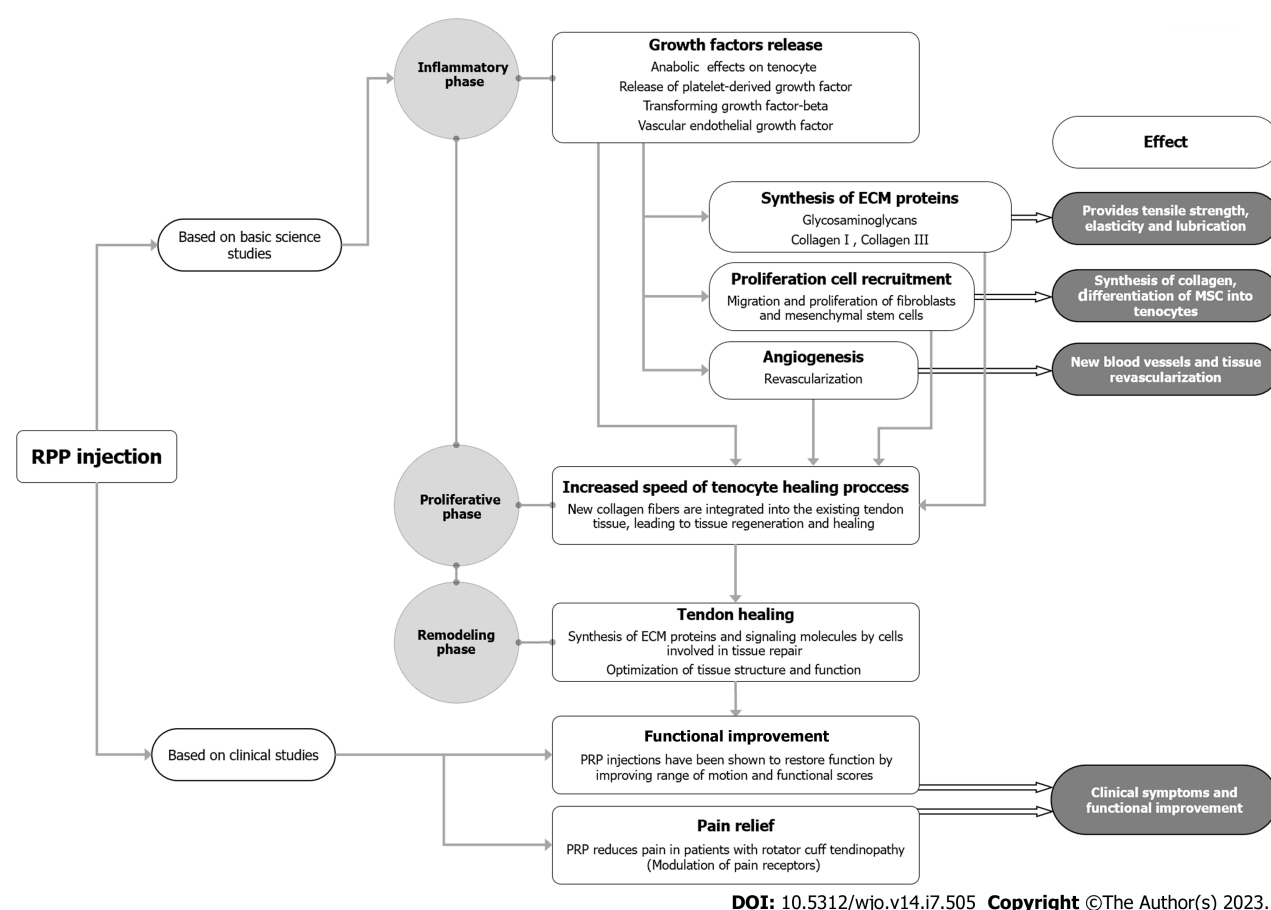 Growth factors release
Anabolic effects on tenocyte
Release of platelet-derived growth factor
Transforming growth factor-beta
Vascular endothelial growth factor
Inflammatory
phase
Effect
Synthesis of ECM proteins
Glycosaminoglycans
Collagen I , Collagen III
Provides tensile strength,
elasticity and lubrication
Based on basic science
studies
Proliferation cell recruitment
Migration and proliferation of fibroblasts
and mesenchymal stem cells
Synthesis of collagen,
differentiation of MSC into
tenocytes
Angiogenesis
Revascularization
New blood vessels and tissue
revascularization
RPP injection
Proliferative
phase
Increased speed of tenocyte healing proccess
New collagen fibers are integrated into the existing tendon
tissue, leading to tissue regeneration and healing
Remodeling
phase
Tendon healing
Synthesis of ECM proteins and signaling molecules by cells
involved in tissue repair
Optimization of tissue structure and function
Based on clinical studies
Functional improvement
PRP injections have been shown to restore function by
improving range of motion and functional scores
Clinical symptoms and
functional improvement
Pain relief
PRP reduces pain in patients with rotator cuff tendinopathy
(Modulation of pain receptors)
DOI: 10.5312/wjo.v14.i7.505 Copyright ©The Author(s) 2023.